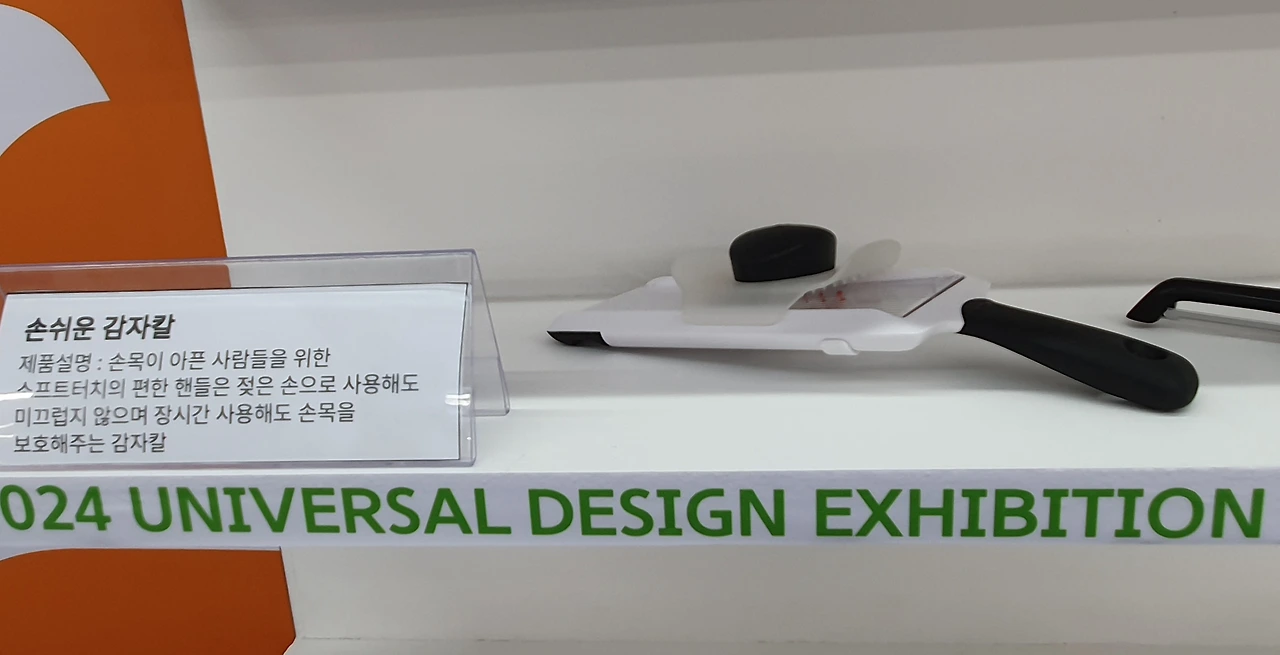 손쉬운 감자칼
제품설명 : 손목이 아픈 사람들을 위한
소프트터치의 편한 핸들은 젖은 손으로 사용해도
미끄럽지 않으며 장시간 사용해도 손목을
보호해주는 감자칼
024 UNIVERSAL DESIGN EXHIBITION